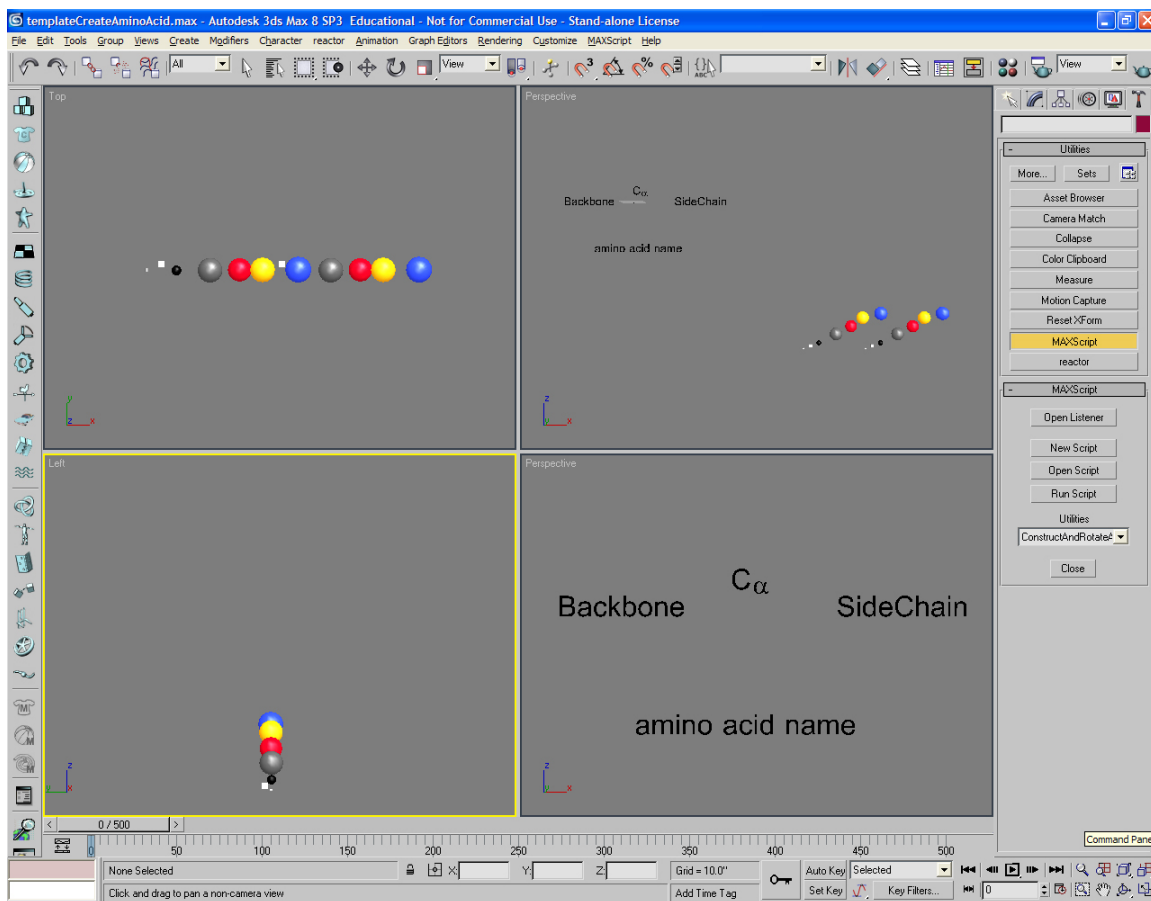 templateCreateAminoAcid.max - Autodesk 3ds Max 8 SP3 Educational - Not for Commercial Use - Stand-alone License
File Edit Tools Group Views Create Modifiers Character reactor Animation Graph Editors Rendering Customize MAXScript Help
All View 3 ABC View
Top
Perspective
Utilities
More... Sets
Asset Browser
Camera Match
Collapse
Color Clipboard
Measure
Motion Capture
Reset XForm
MAXScript
reactor
MAXScript
Open Listener
New Script
Open Script
Run Script
Utilities
ConstructAndRotateA
Close
Cα
Backbone SideChain
amino acid name
y
z x
z
y x
Left
Perspective
Cα
Backbone SideChain
amino acid name
z
y x
z
y x
0 / 500
0 50 100 150 200 250 300 350 400 450 500
Command Pane
None Selected X: Y: Z: Grid = 10.0" Auto Key Selected
Click and drag to pan a non-camera view Add Time Tag Set Key Key Filters... 0